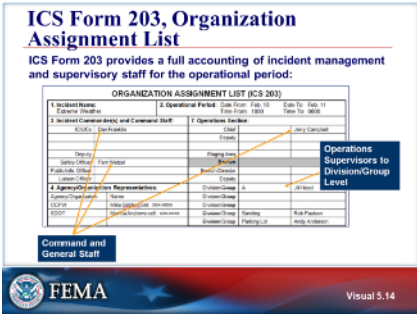 ICS Form 203, Organization
Assignment List
ICS Form 203 provides a full accounting of incident management
and supervisory staff for the operational period:
ORGANIZATION ASSIGNMENT LIST (ICS 203)
1. Incident Name:
Extreme Weather
2. Operational Period: Date From: Feb. 10 Date To: Feb. 11
Time From: 1800 Time To: 0600
3. Incident Commander(s) and Command Staff:
7. Operations Section:
IC/UCs Dan Franklin
Chief Jerry Campbell
Deputy
Deputy
Staging Area
Safety Officer
Branch
Public Info. Officer
Branch Director
Liaison Officer
Deputy
4. Agency/Organization Representatives:
Division/Group A Jill Hood
Agency/Organization Name
Division/Group
Division/Group
Division/Group Sanding Rob Paulson
Division/Group Parking Lot Andy Anderson
Operations
Supervisors to
Division/Group
Level
Command and
General Staff
FEMA
Visual 5.14